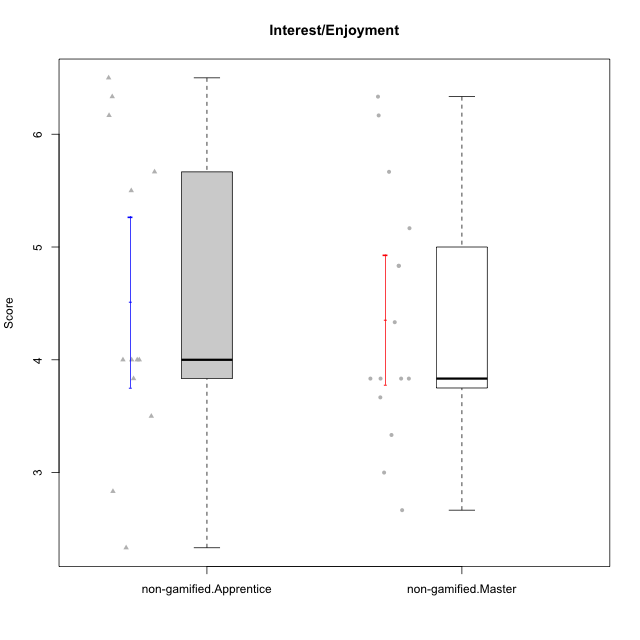 Interest/Enjoyment
Score
6
5
4
3
non-gamified.Apprentice
non-gamified.Master